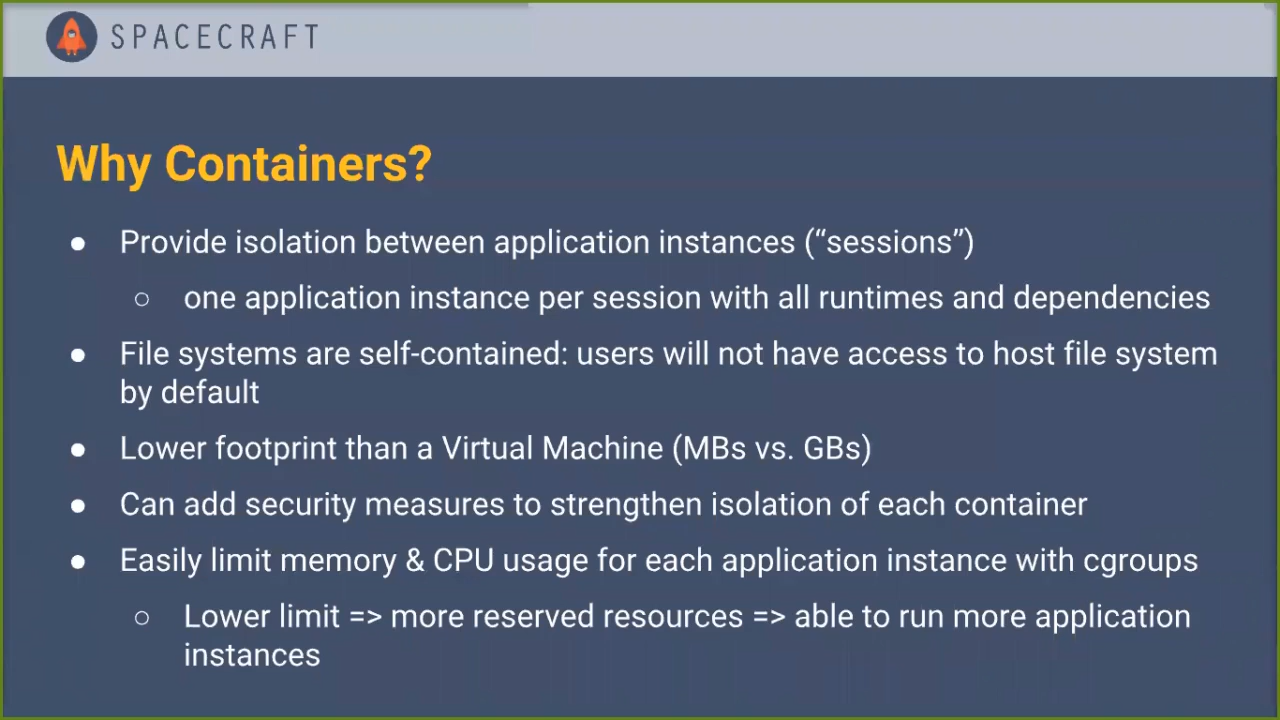 SPACECRAFT
Why Containers?
● Provide isolation between application instances (“sessions”)
○ one application instance per session with all runtimes and dependencies
● File systems are self-contained: users will not have access to host file system
by default
● Lower footprint than a Virtual Machine (MBs vs. GBs)
● Can add security measures to strengthen isolation of each container
● Easily limit memory & CPU usage for each application instance with cgroups
○ Lower limit => more reserved resources => able to run more application
instances